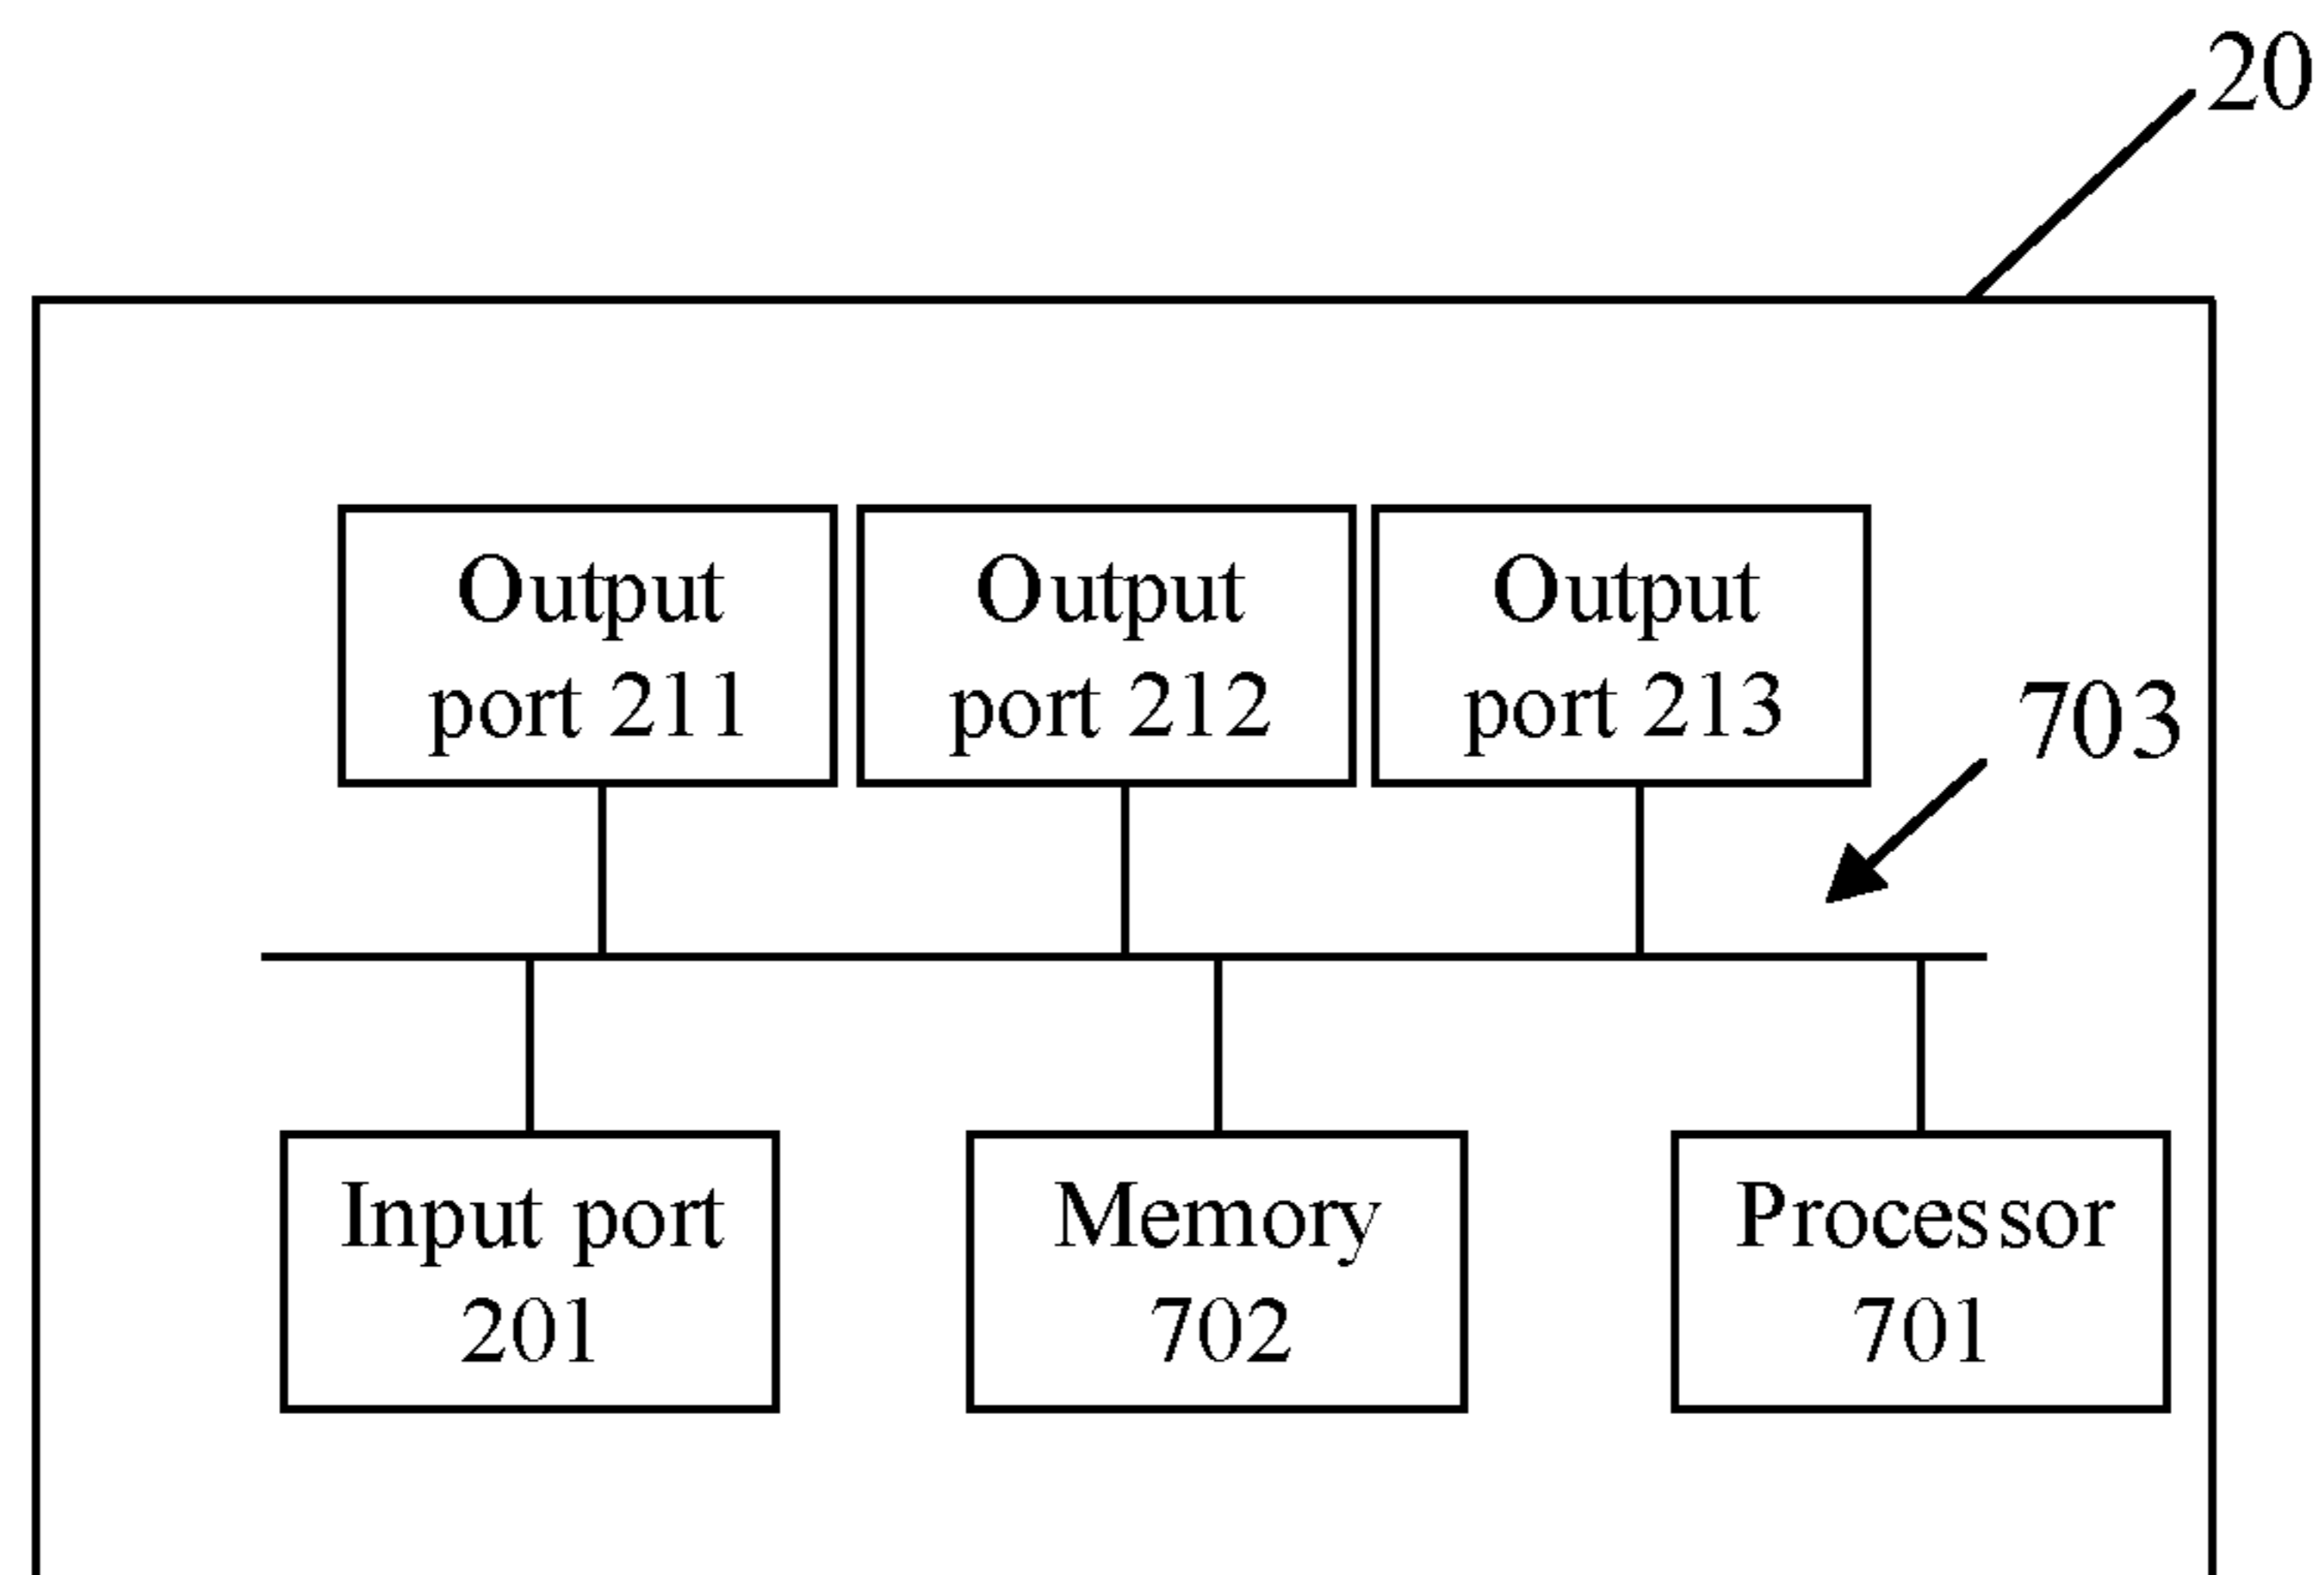 20
Output
port 211
Output
port 212
Output
port 213
703
Input port
201
Memory
702
Processor
701